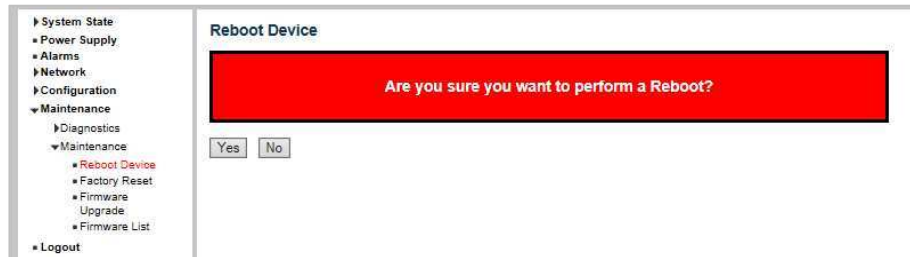 System State
Power Supply
Alarms
Network
Configuration
Maintenance
Diagnostics
Maintenance
Reboot Device
Factory Reset
Firmware
Upgrade
Firmware List
Logout
Reboot Device
Are you sure you want to perform a Reboot?
Yes No